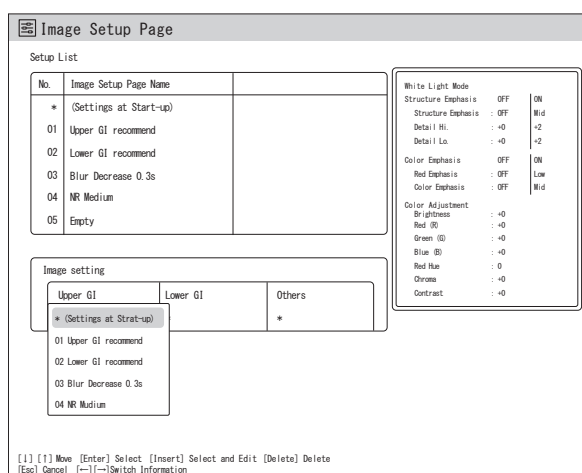 Image Setup Page
Setup List
No. Image Setup Page Name
* (Settings at Start-up)
01 Upper GI recommend
02 Lower GI recommend
03 Blur Decrease 0.3s
04 NR Medium
05 Empty
White Light Mode
Structure Emphasis OFF ON
Structure Emphasis : OFF Mid
Detail Hi. : +0 +2
Detail Lo. : +0 +2
Color Emphasis OFF ON
Red Emphasis : OFF Low
Color Emphasis : OFF Mid
Color Adjustment
Brightness : +0
Red (R) : +0
Green (G) : +0
Blue (B) : +0
Red Hue : 0
Chroma : +0
Contrast : +0
Image setting
Upper GI Lower GI Others
*
* (Settings at Strat-up)
01 Upper GI recommend
02 Lower GI recommend
03 Blur Decrease 0.3s
04 NR Mudium
[↓] [↑] Move [Enter] Select [Insert] Select and Edit [Delete] Delete
[Esc] Cancel [←][→]Switch Information